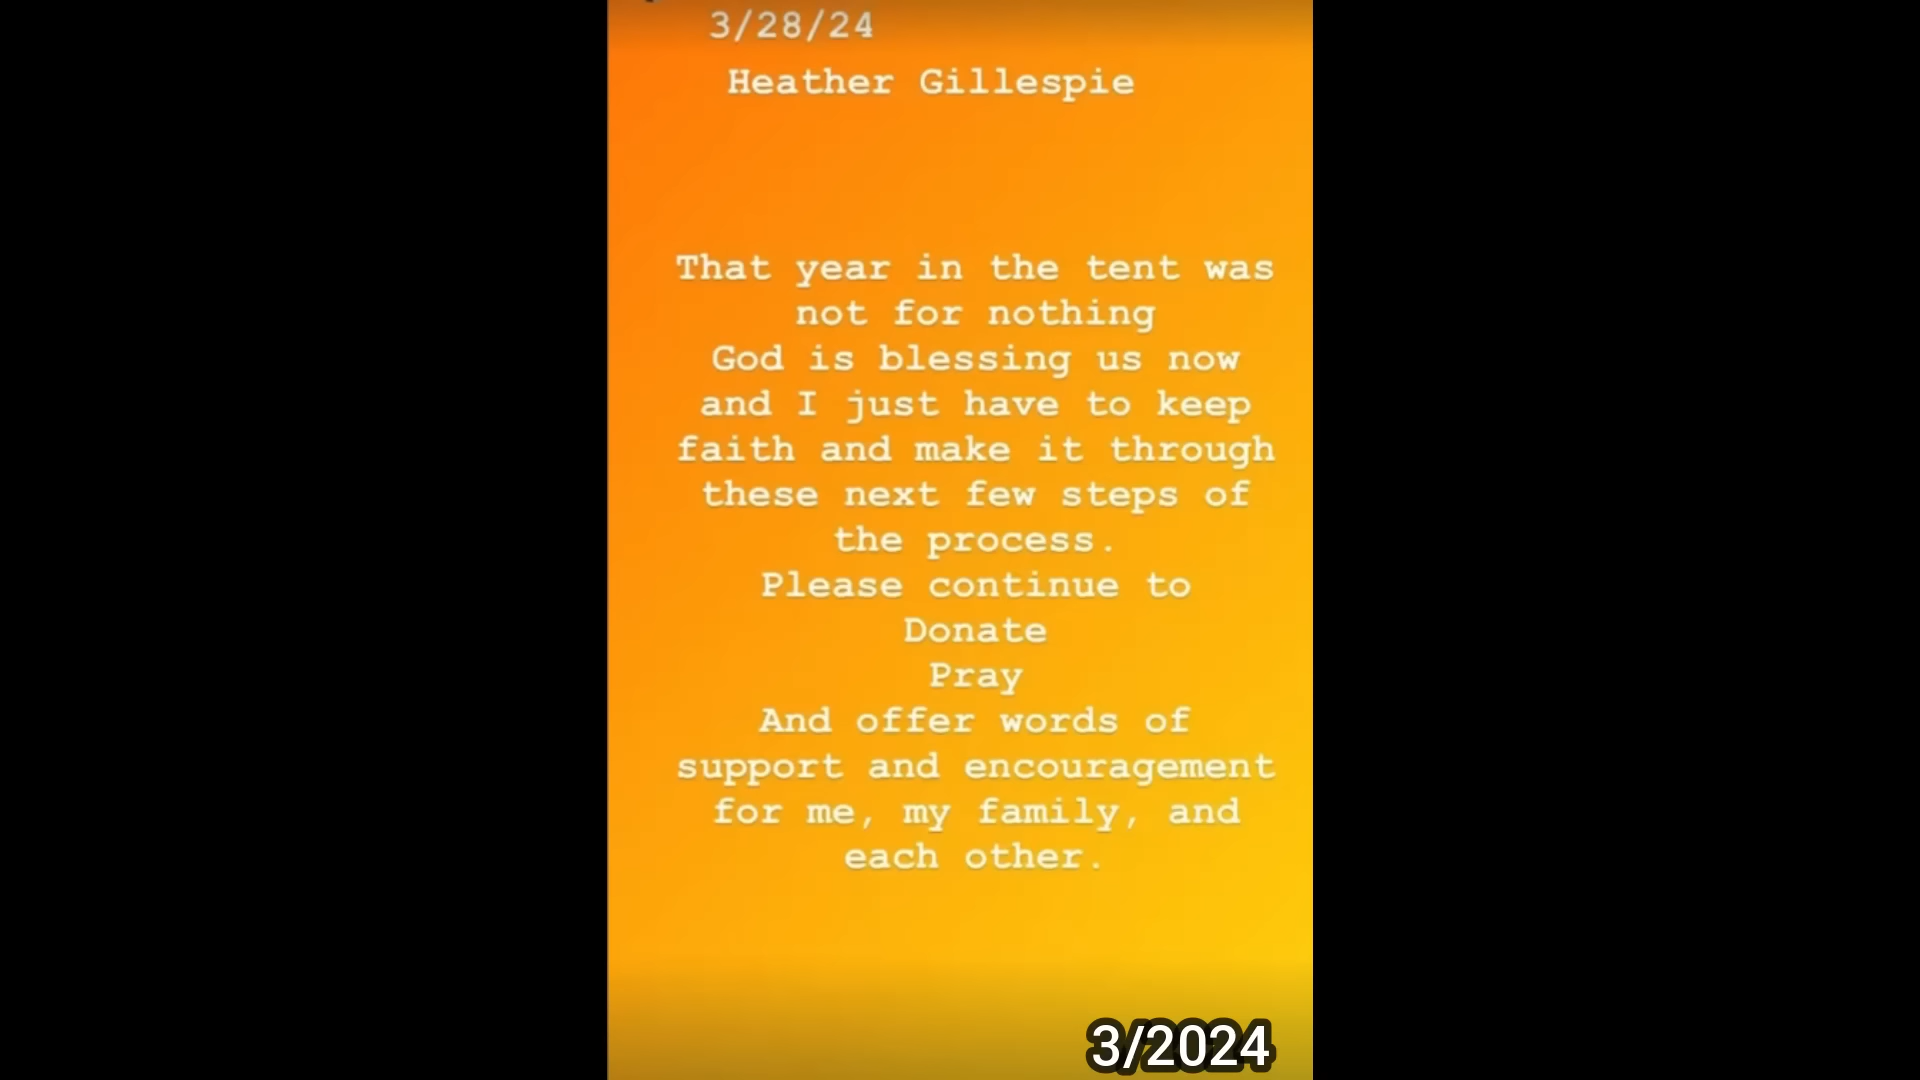 3/28/24
Heather Gillespie
That year in the tent was
not for nothing
God is blessing us now
and I just have to keep
faith and make it through
these next few steps of
the process.
Please continue to
Donate
Pray
And offer words of
support and encouragement
for me, my family, and
each other.
3/2024